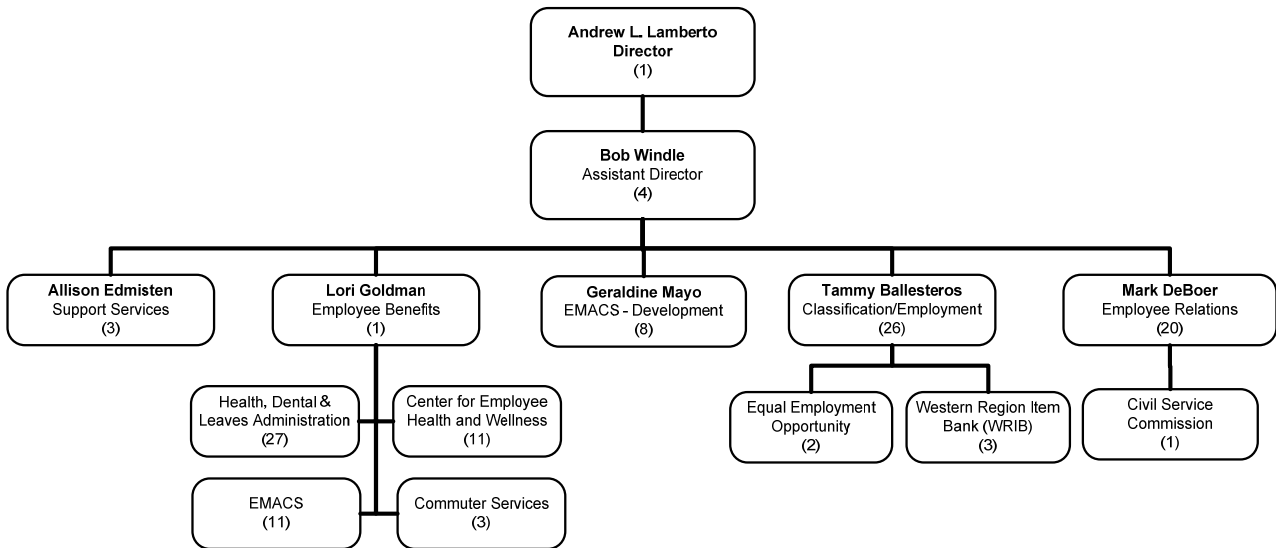 Andrew L. Lamberto
Director
(1)
Bob Windle
Assistant Director
(4)
Allison Edmisten
Support Services
(3)
Lori Goldman
Employee Benefits
(1)
Geraldine Mayo
EMACS - Development
(8)
Tammy Ballesteros
Classification/Employment
(26)
Mark DeBoer
Employee Relations
(20)
Health, Dental &
Leaves Administration
(27)
Center for Employee
Health and Wellness
(11)
Equal Employment
Opportunity
(2)
Western Region Item
Bank (WRIB)
(3)
Civil Service
Commission
(1)
EMACS
(11)
Commuter Services
(3)